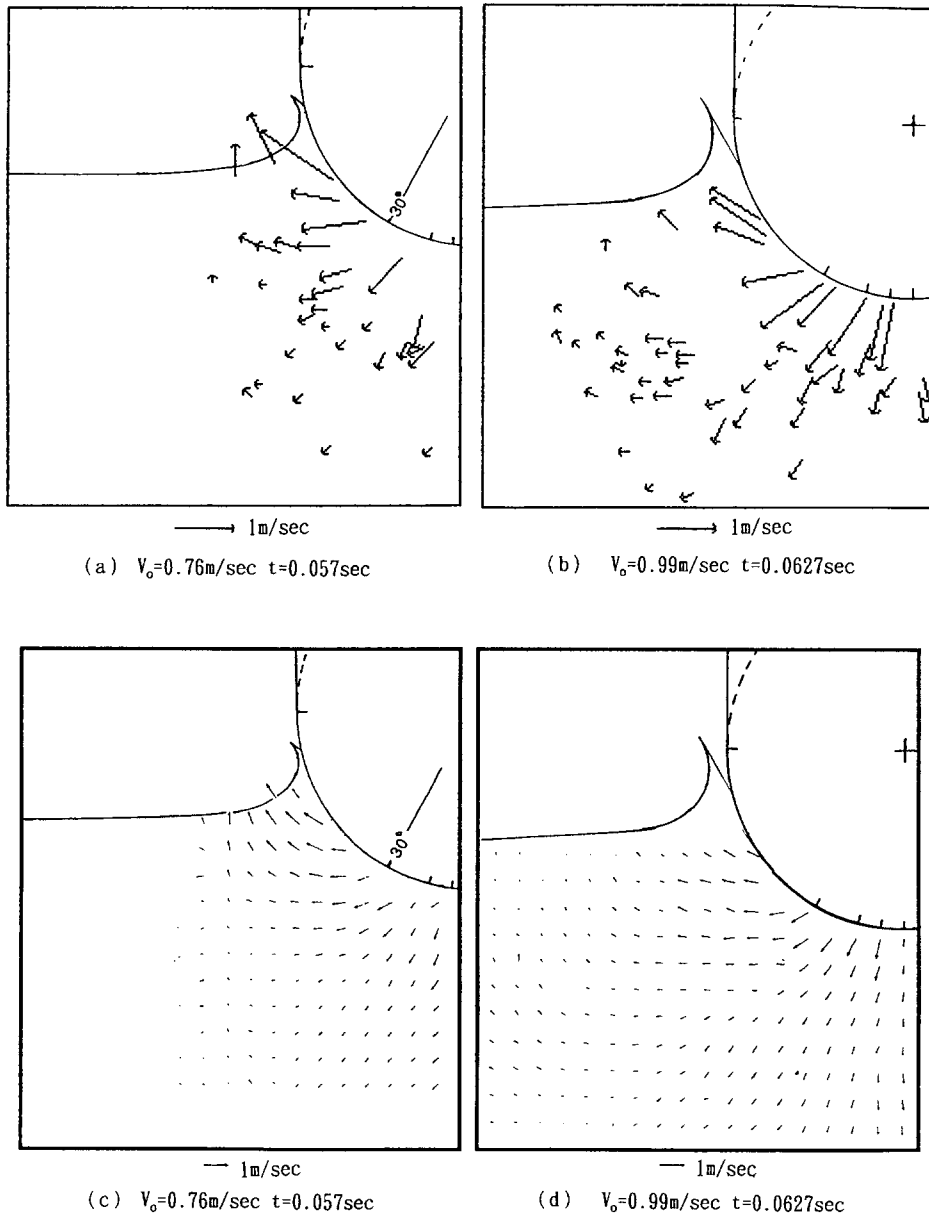 30°
1m/sec
1m/sec
(a) V₀=0.76m/sec t=0.057sec
(b) V₀=0.99m/sec t=0.0627sec
30°
1m/sec
1m/sec
(c) V₀=0.76m/sec t=0.057sec
(d) V₀=0.99m/sec t=0.0627sec